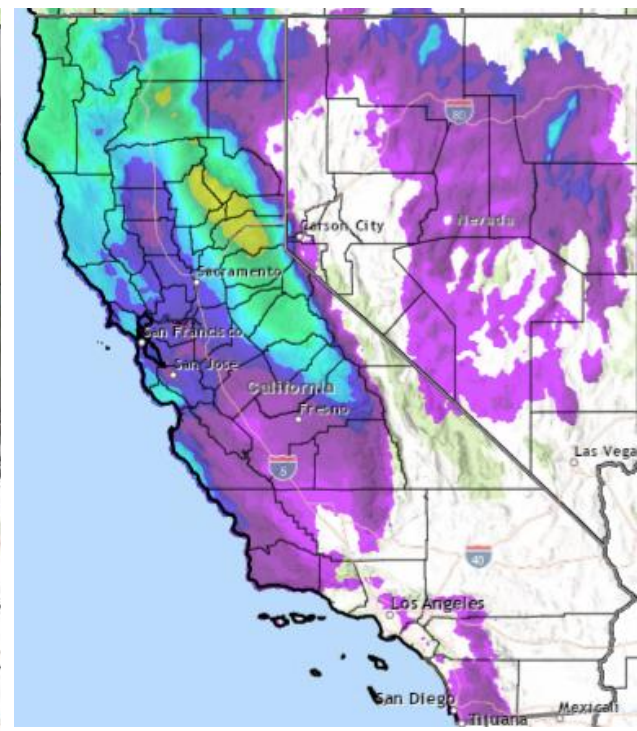 80
Nevada
Carson City
Sacramento
San Francisco
San Jose
California
Fresno
5
Las Vega
40
Los Angeles
San Diego
Tijuana
Mexicali